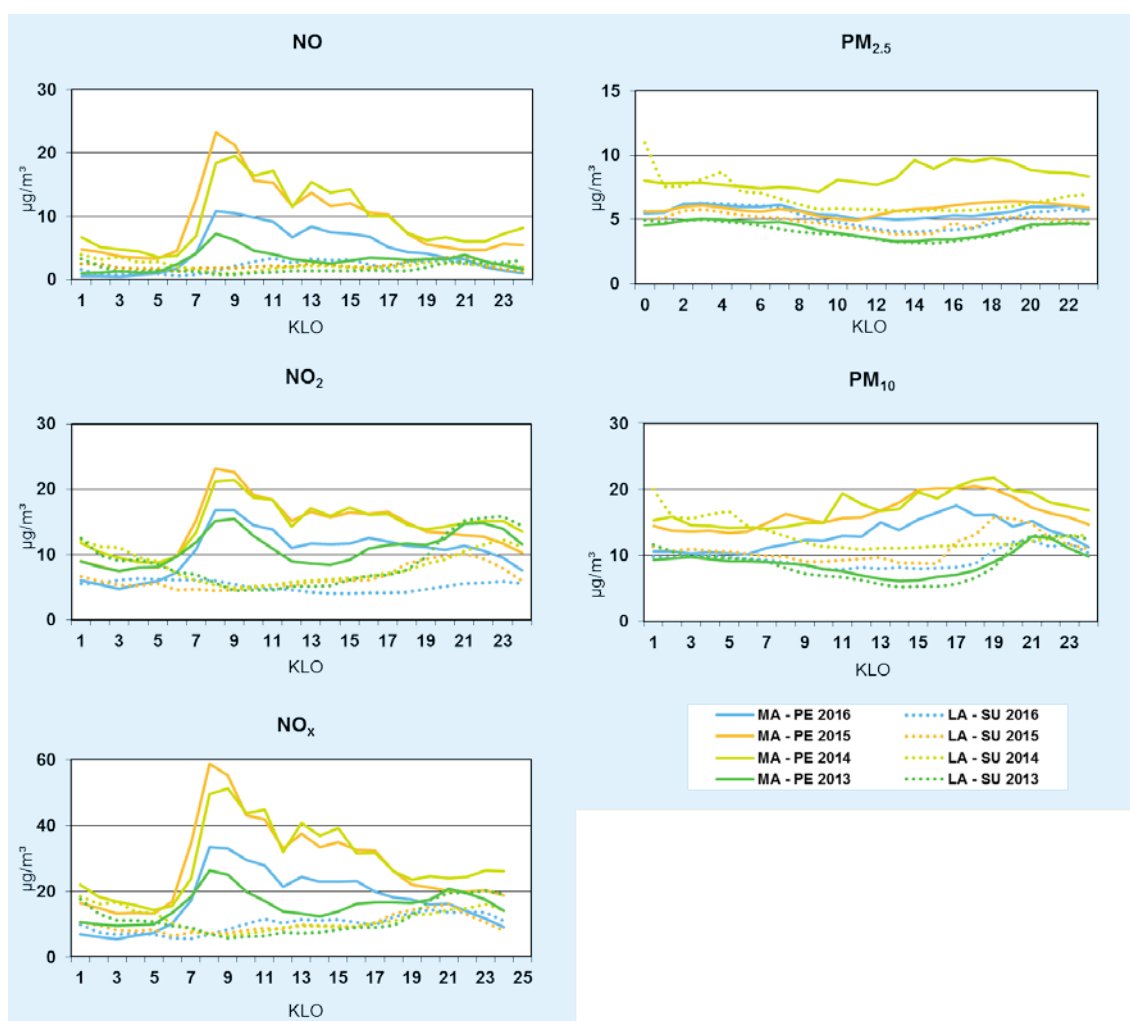 NO
30
20
10
0
µg/m³
1 3 5 7 9 11 13 15 17 19 21 23
KLO
PM2.5
15
10
5
0
µg/m³
0 2 4 6 8 10 12 14 16 18 20 22
KLO
NO2
30
20
10
0
µg/m³
1 3 5 7 9 11 13 15 17 19 21 23
KLO
PM10
30
20
10
0
µg/m³
1 3 5 7 9 11 13 15 17 19 21 23
KLO
MA - PE 2016 LA - SU 2016
MA - PE 2015 LA - SU 2015
MA - PE 2014 LA - SU 2014
MA - PE 2013 LA - SU 2013
NOx
60
40
20
0
µg/m³
1 3 5 7 9 11 13 15 17 19 21 23 25
KLO